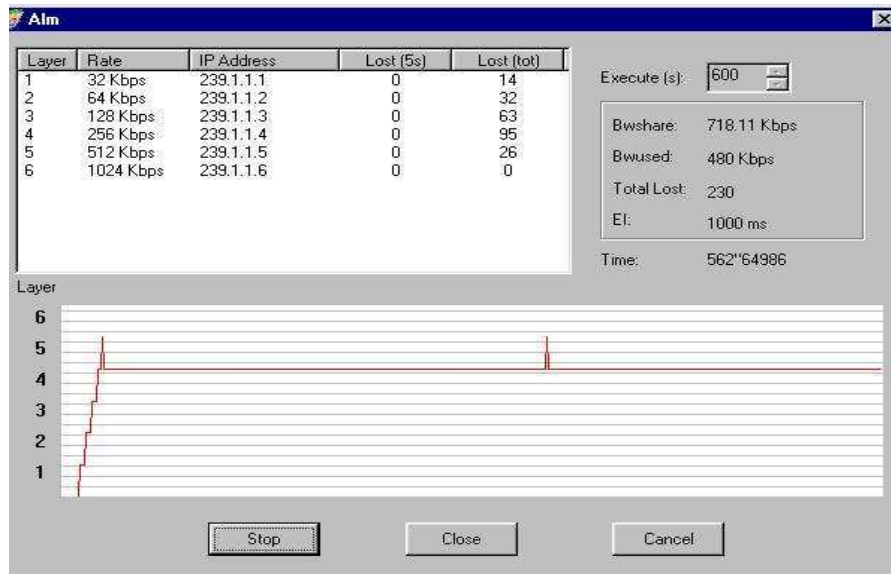 Alm
Layer Rate IP Address Lost (5s) Lost (tot)
1 32 Kbps 239.1.1.1 0 14
2 64 Kbps 239.1.1.2 0 32
3 128 Kbps 239.1.1.3 0 63
4 256 Kbps 239.1.1.4 0 95
5 512 Kbps 239.1.1.5 0 26
6 1024 Kbps 239.1.1.6 0 0
Execute (s): 600
Bwshare: 718.11 Kbps
Bwused: 480 Kbps
Total Lost: 230
EI: 1000 ms
Time: 562"64986
Layer
6
5
4
3
2
1
Stop Close Cancel